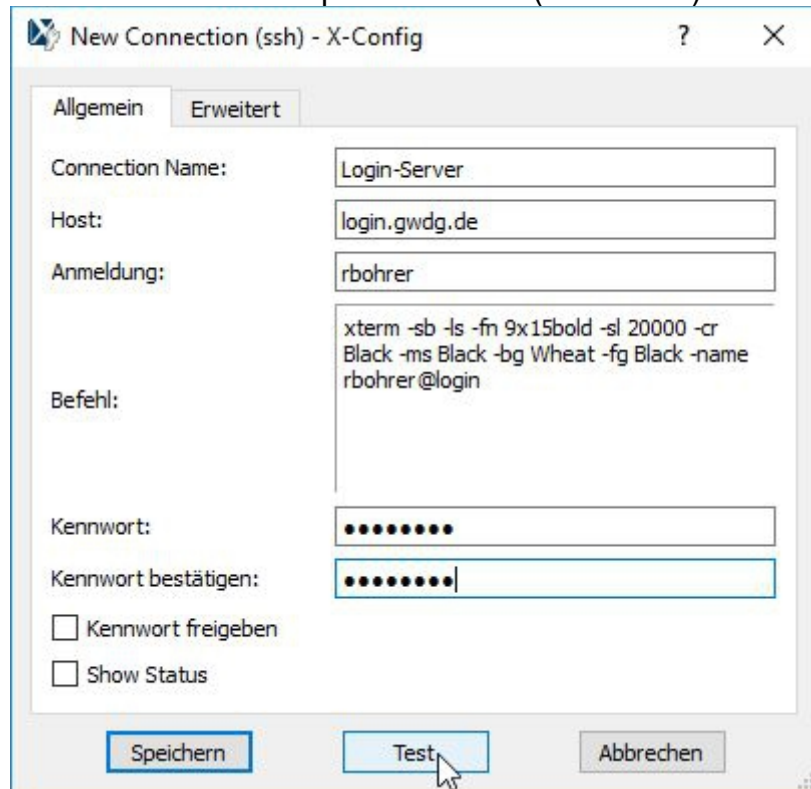 New Connection (ssh) - X-Config ?
Allgemein Erweitert
Connection Name: Login-Server
Host: login.gwdg.de
Anmeldung: rbohrer
Befehl: xterm -sb -ls -fn 9x15bold -sl 20000 -cr
Black -ms Black -bg Wheat -fg Black -name
rbohrer@login
Kennwort: ●●●●●●●●
Kennwort bestätigen: ●●●●●●●●
Kennwort freigeben
Show Status
Speichern Test Abbrechen